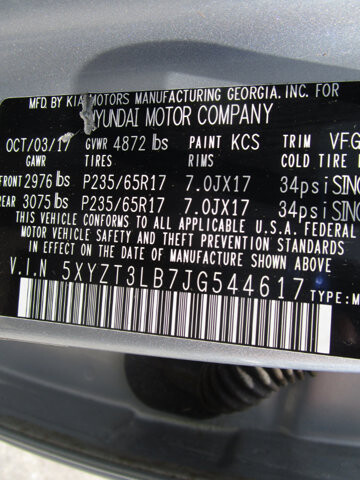 MFD. BY KIA MOTORS MANUFACTURING GEORGIA, INC. FOR
HYUNDAI MOTOR COMPANY
OCT/03/17 GVWR 4872 lbs PAINT KCS TRIM VFG
GAWR TIRES RIMS COLD TIRE
FRONT 2976 lbs P235/65R17 7.0JX17 34psi SING
REAR 3075 lbs P235/65R17 7.0JX17 34psi SING
THIS VEHICLE CONFORMS TO ALL APPLICABLE U.S.A. FEDERAL
MOTOR VEHICLE SAFETY AND THEFT PREVENTION STANDARDS
IN EFFECT ON THE DATE OF MANUFACTURE SHOWN ABOVE.
V.I.N 5XYZT3LB7JG544617 TYPE:M